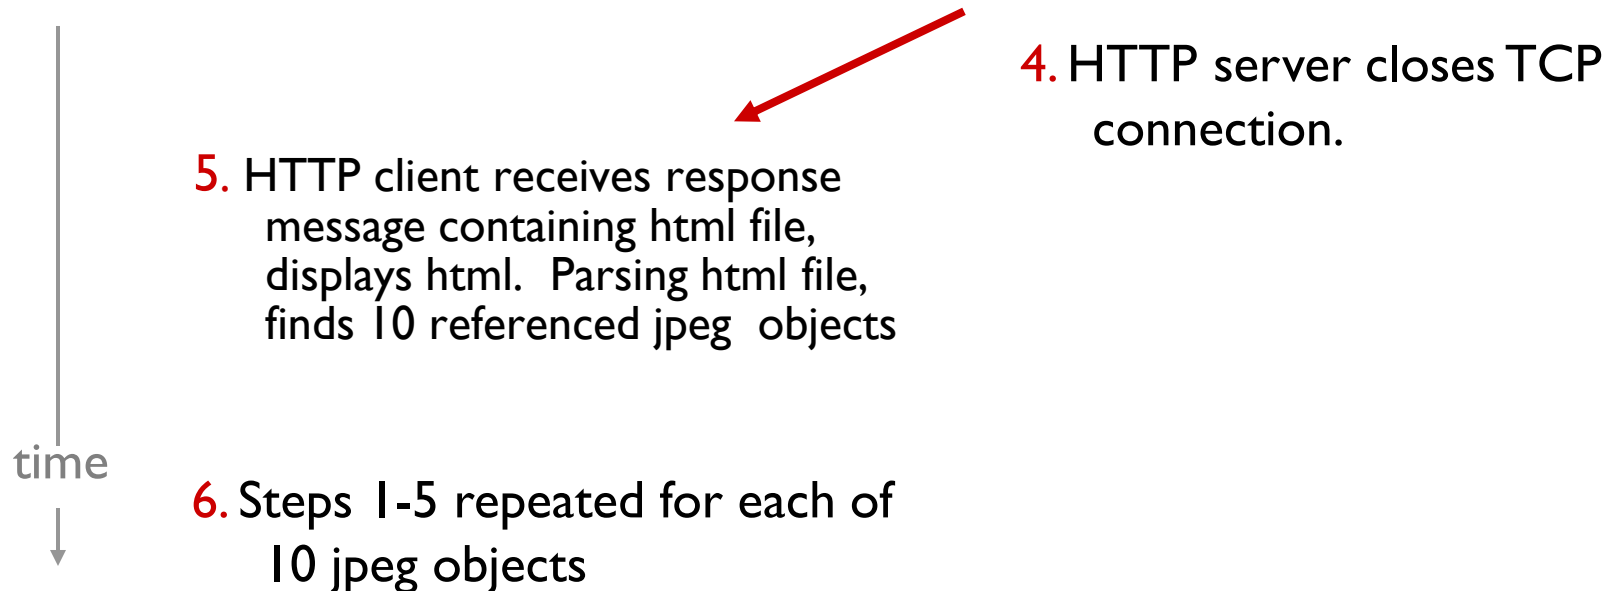 4. HTTP server closes TCP
connection.
5. HTTP client receives response
message containing html file,
displays html.  Parsing html file,
finds 10 referenced jpeg  objects
time
6. Steps 1-5 repeated for each of
10 jpeg objects